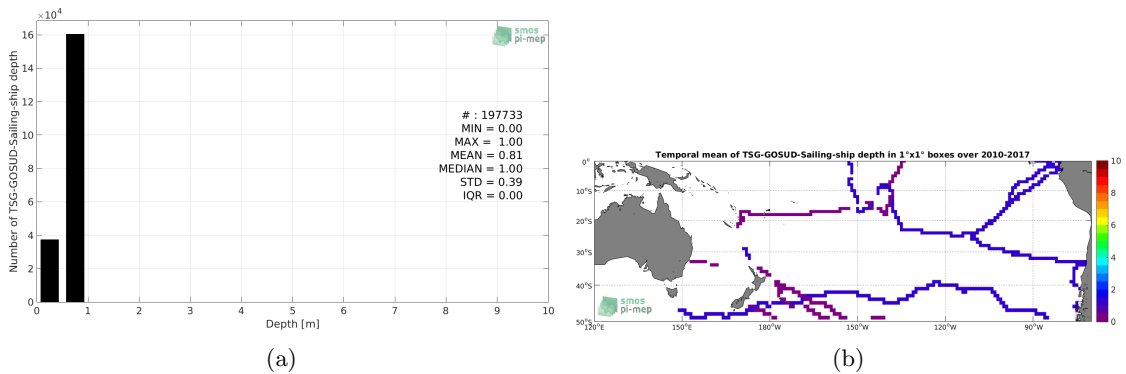 ×10⁴
16
14
12
10
8
6
4
2
0
Number of TSG-GOSUD-Sailing-ship depth
0 1 2 3 4 5 6 7 8 9 10
Depth [m]
smos
pi-mep
# : 197733
MIN = 0.00
MAX = 1.00
MEAN = 0.81
MEDIAN = 1.00
STD = 0.39
IQR = 0.00
(a)
Temporal mean of TSG-GOSUD-Sailing-ship depth in 1°x1° boxes over 2010-2017
0°
10°S
20°S
30°S
40°S
50°S
120°E 150°E 180°W 150°W 120°W 90°W
smos
pi-mep
10
8
6
4
2
0
(b)